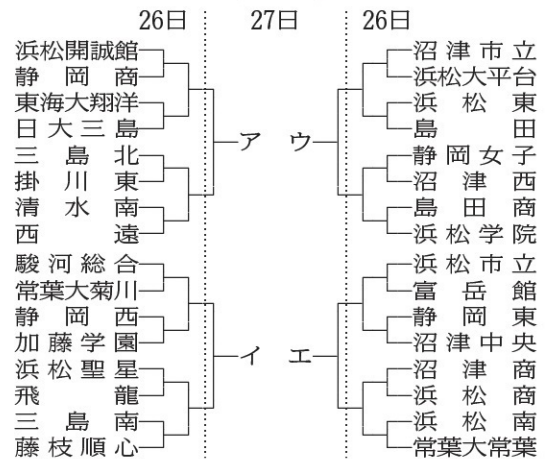 26日 27日 26日
浜松開誠館
静岡商
東海大翔洋
日大三島
三島北
掛川東
清水南
西遠
駿河総合
常葉大菊川
静岡西
加藤学園
浜松聖星
飛龍
三島南
藤枝順心
ア ウ
イ エ
沼津市立
浜松大平台
浜松東
島田
静岡女子
沼津西
島田商
浜松学院
浜松市立
富岳館
静岡東
沼津中央
沼津商
浜松商
浜松南
常葉大常葉